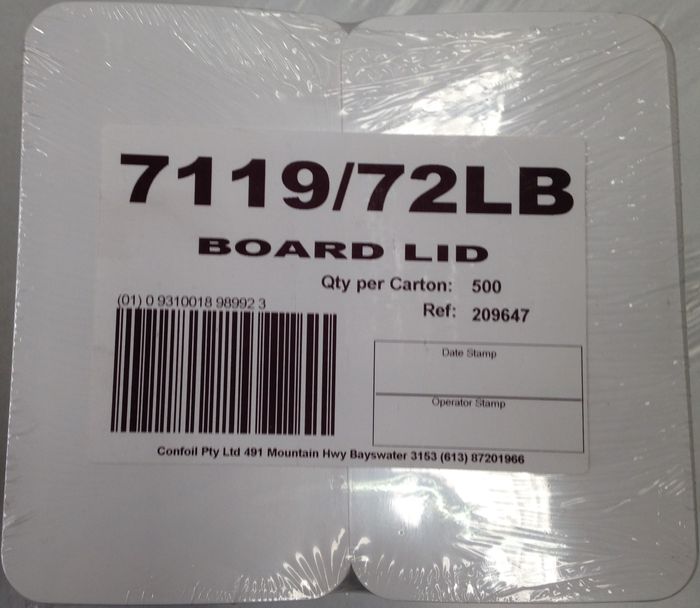 7119/72LB
BOARD LID
Qty per Carton: 500
Ref: 209647
(01) 0 9310018 98992 3
Date Stamp
Operator Stamp
Confoil Pty Ltd 491 Mountain Hwy Bayswater 3153 (613) 87201966